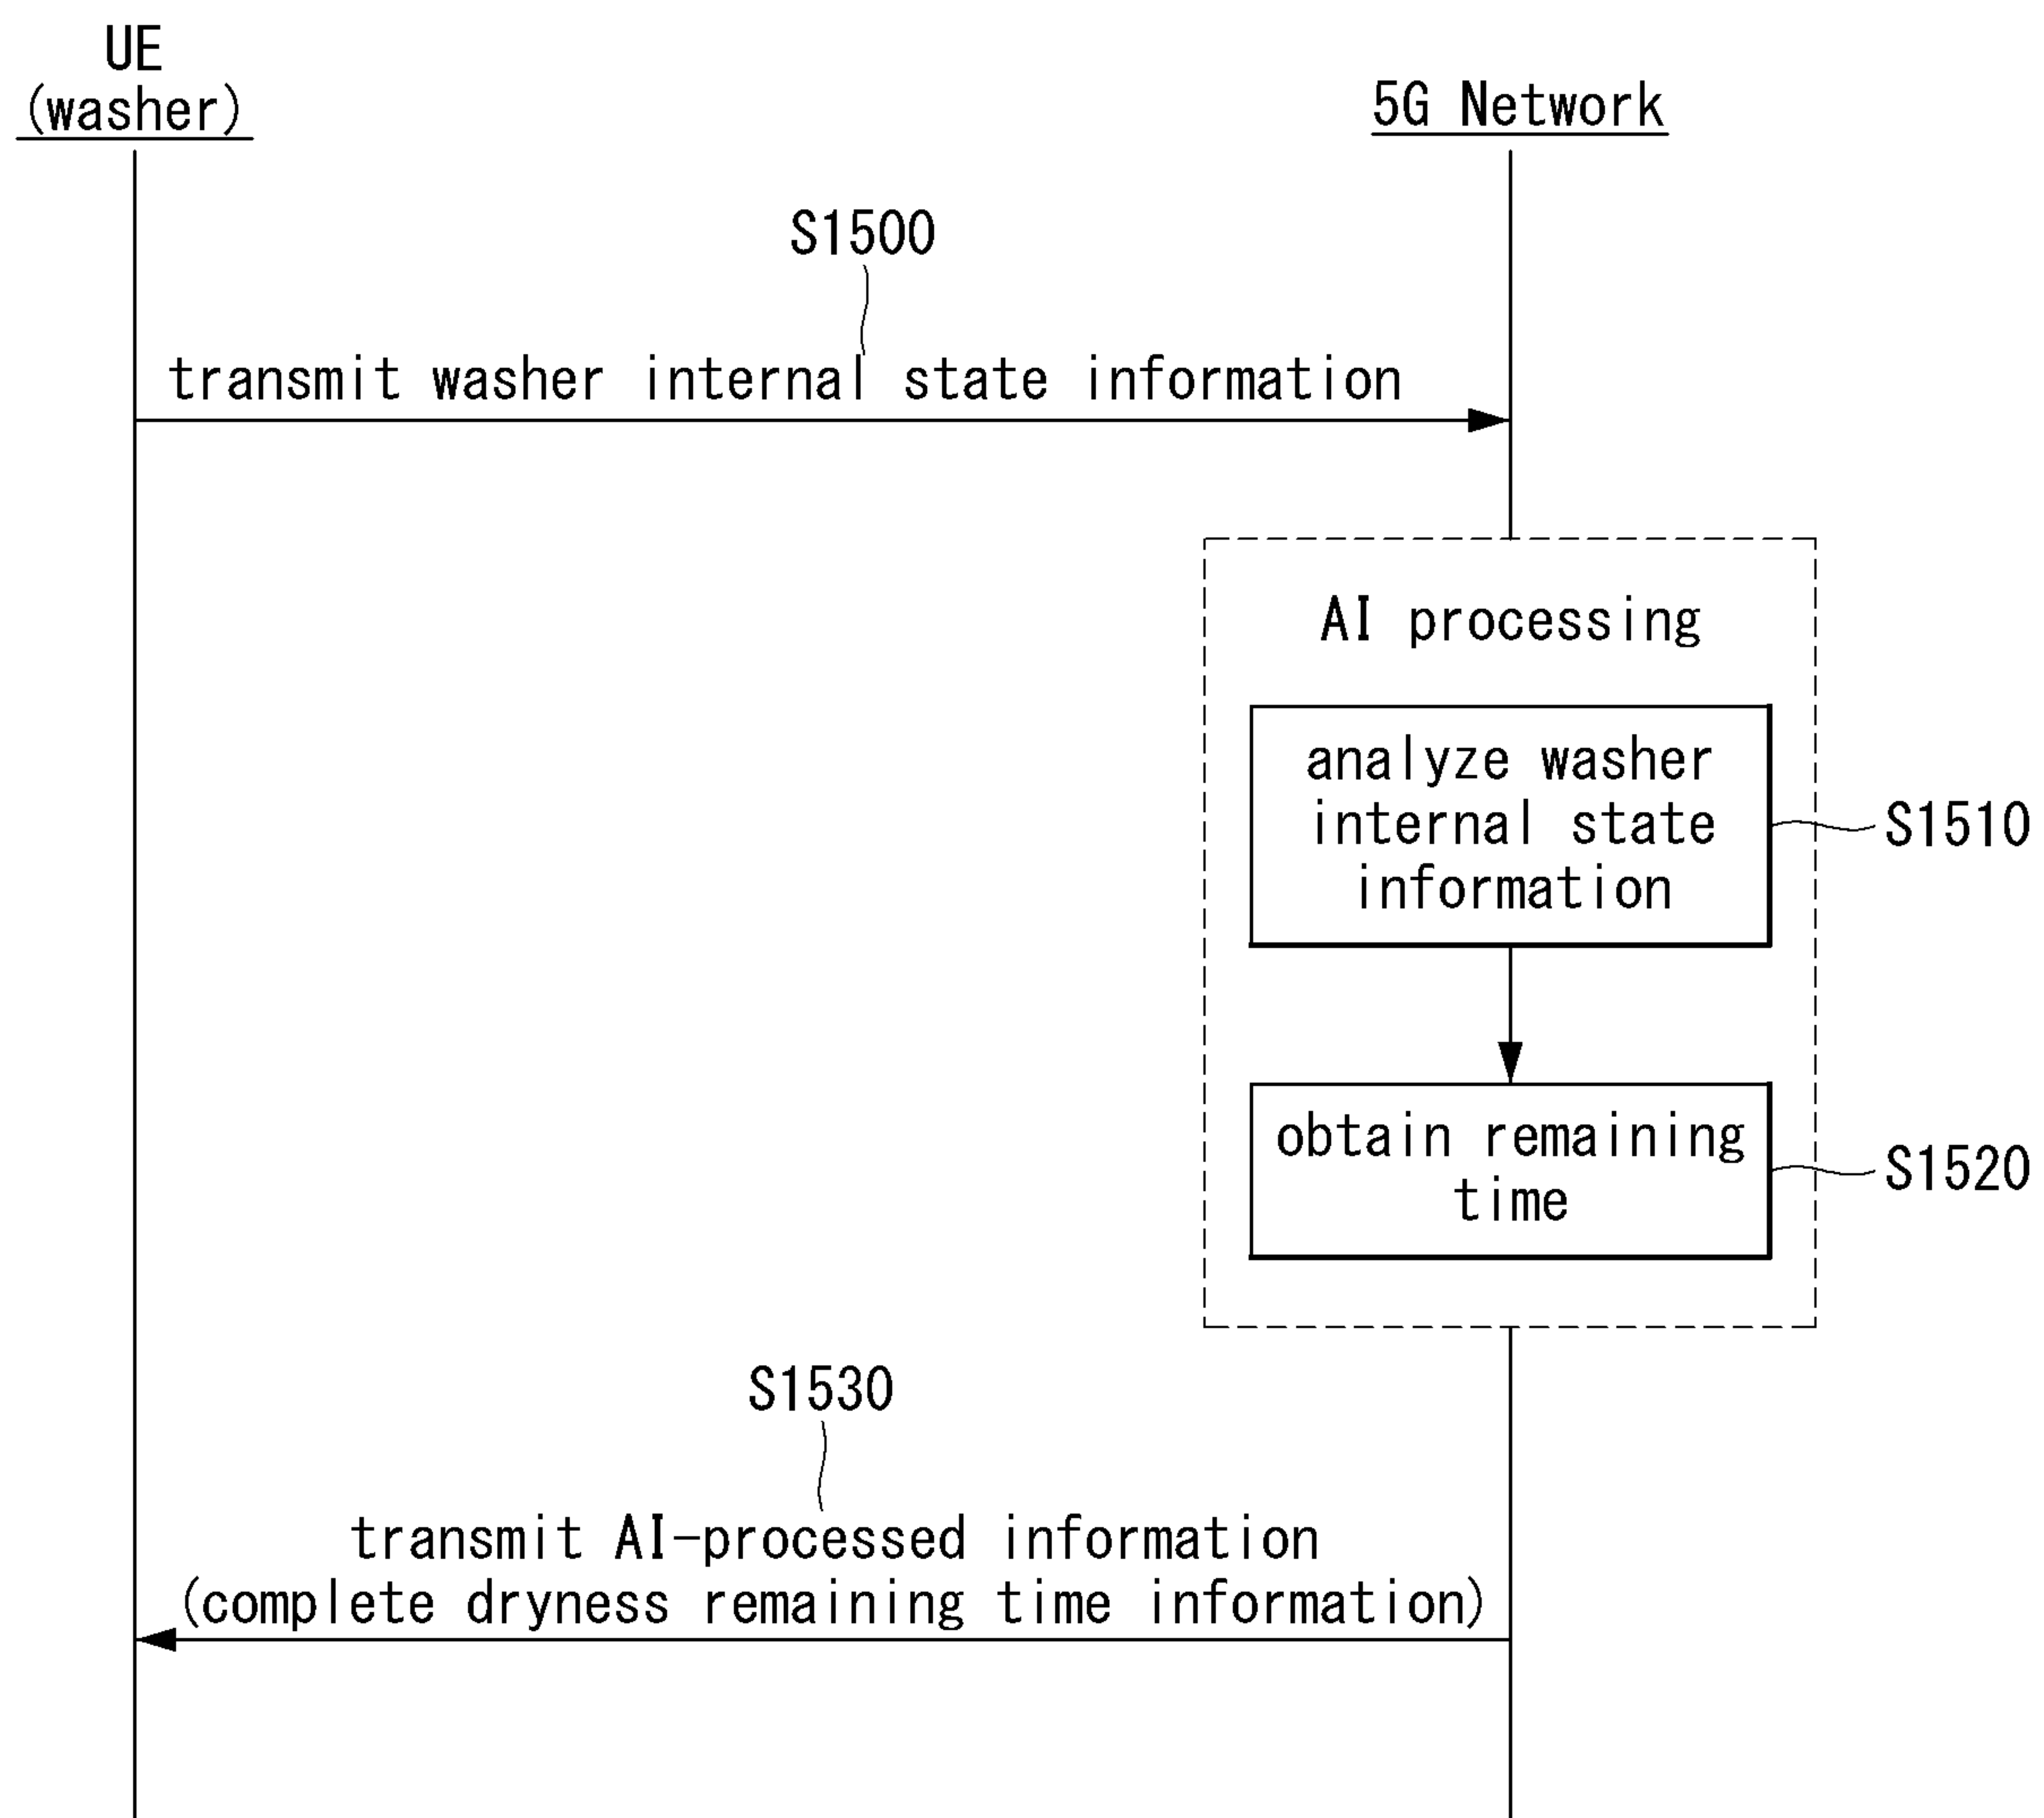 UE
(washer)
5G Network
S1500
transmit washer internal state information
AI processing
analyze washer
internal state
information
S1510
obtain remaining
time
S1520
S1530
transmit AI-processed information
(complete dryness remaining time information)